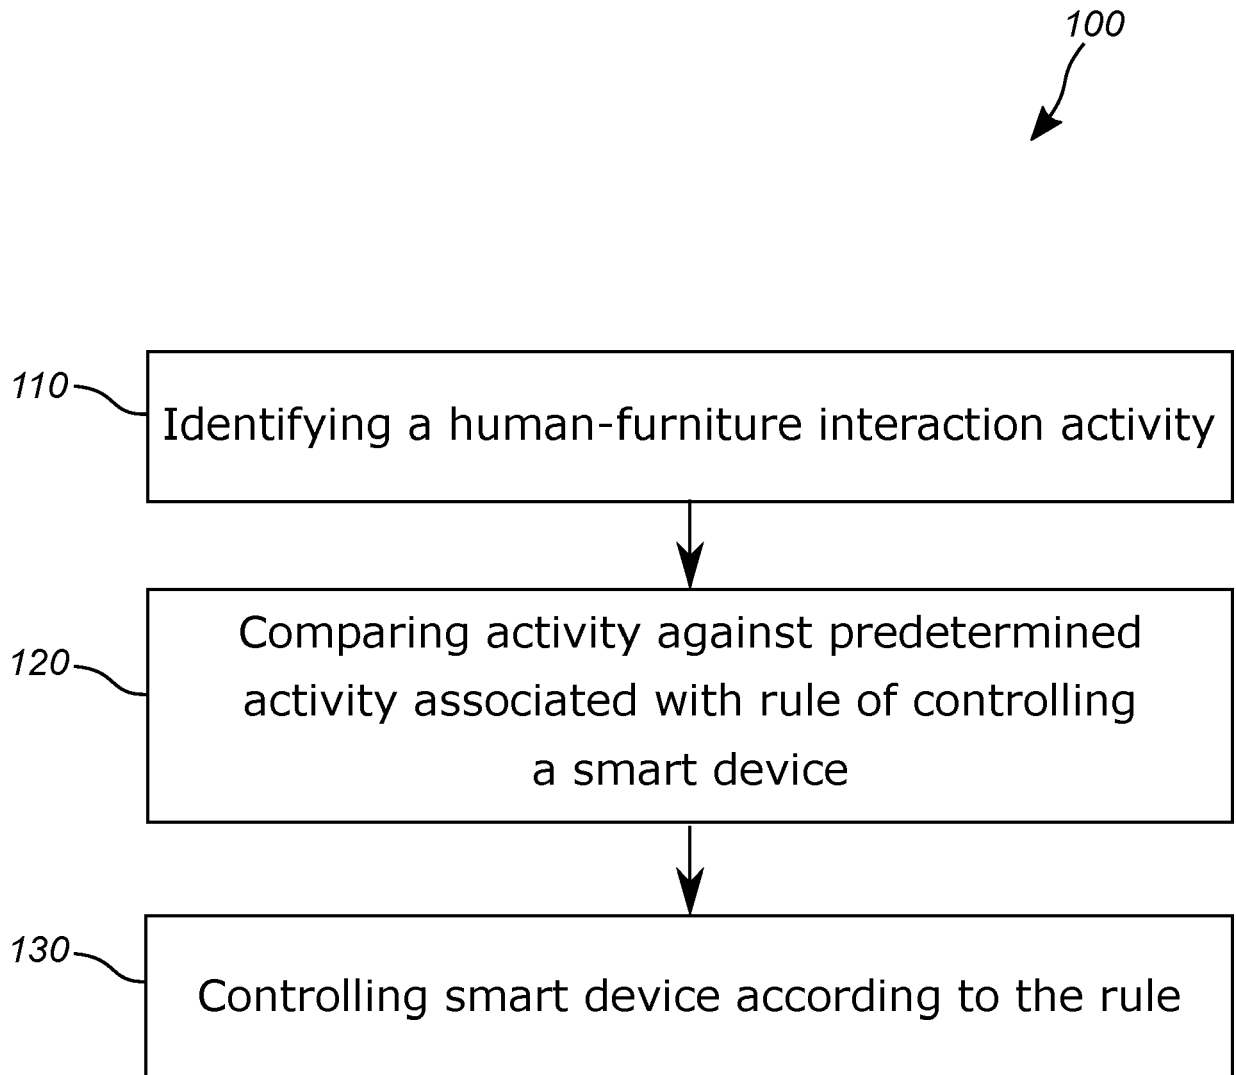 100
110
Identifying a human-furniture interaction activity
120
Comparing activity against predetermined
activity associated with rule of controlling
a smart device
130
Controlling smart device according to the rule